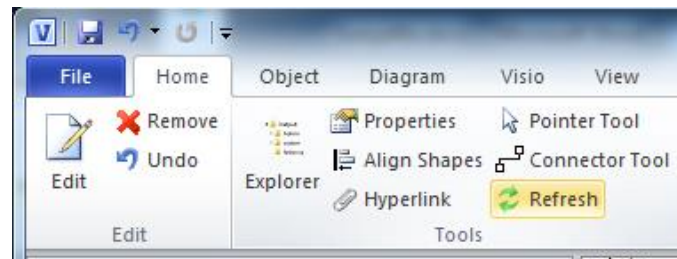 V
File Home Object Diagram Visio View
Remove Properties Pointer Tool
Undo Align Shapes Connector Tool
Edit Explorer Hyperlink Refresh
Edit Tools